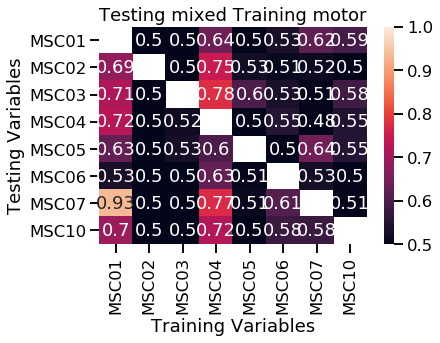 Testing mixed Training motor
Testing Variables
MSC01 0.5 0.5 0.64 0.5 0.53 0.62 0.59
MSC02 0.69 0.5 0.75 0.53 0.51 0.52 0.5
MSC03 0.71 0.5 0.78 0.6 0.53 0.51 0.58
MSC04 0.72 0.5 0.52 0.5 0.55 0.48 0.55
MSC05 0.63 0.5 0.53 0.6 0.5 0.64 0.55
MSC06 0.53 0.5 0.5 0.63 0.51 0.53 0.5
MSC07 0.93 0.5 0.5 0.77 0.51 0.61 0.51
MSC10 0.7 0.5 0.5 0.72 0.5 0.58 0.58
MSC01 MSC02 MSC03 MSC04 MSC05 MSC06 MSC07 MSC10
Training Variables
1.0
0.9
0.8
0.7
0.6
0.5